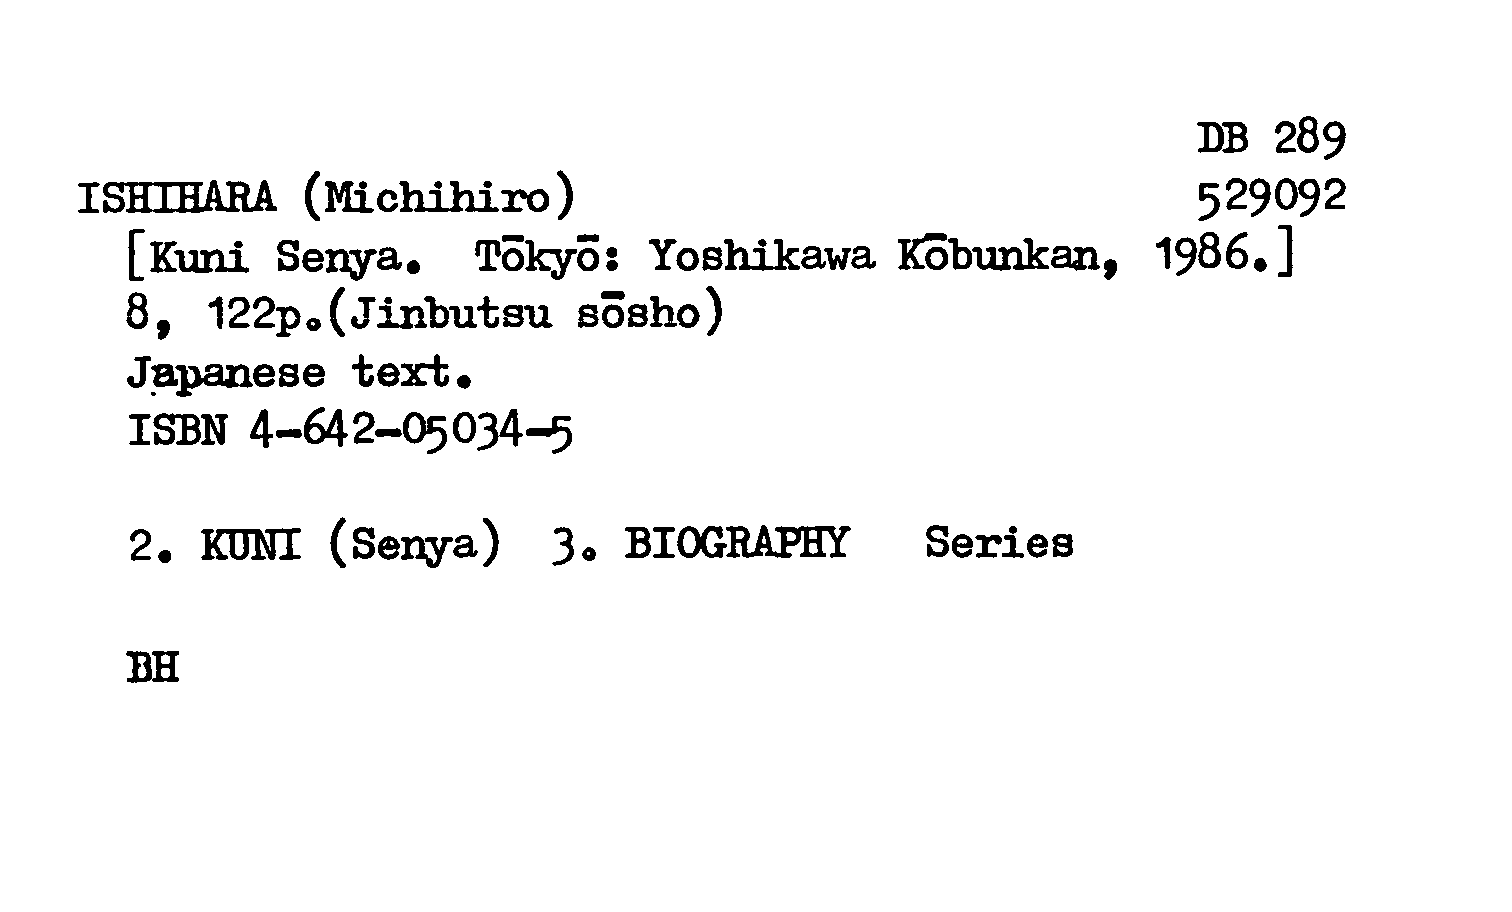 DB 289
ISHIHARA (Michihiro) 529092
[Kuni Senya. Tōkyō: Yoshikawa Kōbunkan, 1986.]
8, 122p.(Jinbutsu sōsho)
Japanese text.
ISBN 4-642-05034-5
2. KUNI (Senya) 3. BIOGRAPHY Series
BH